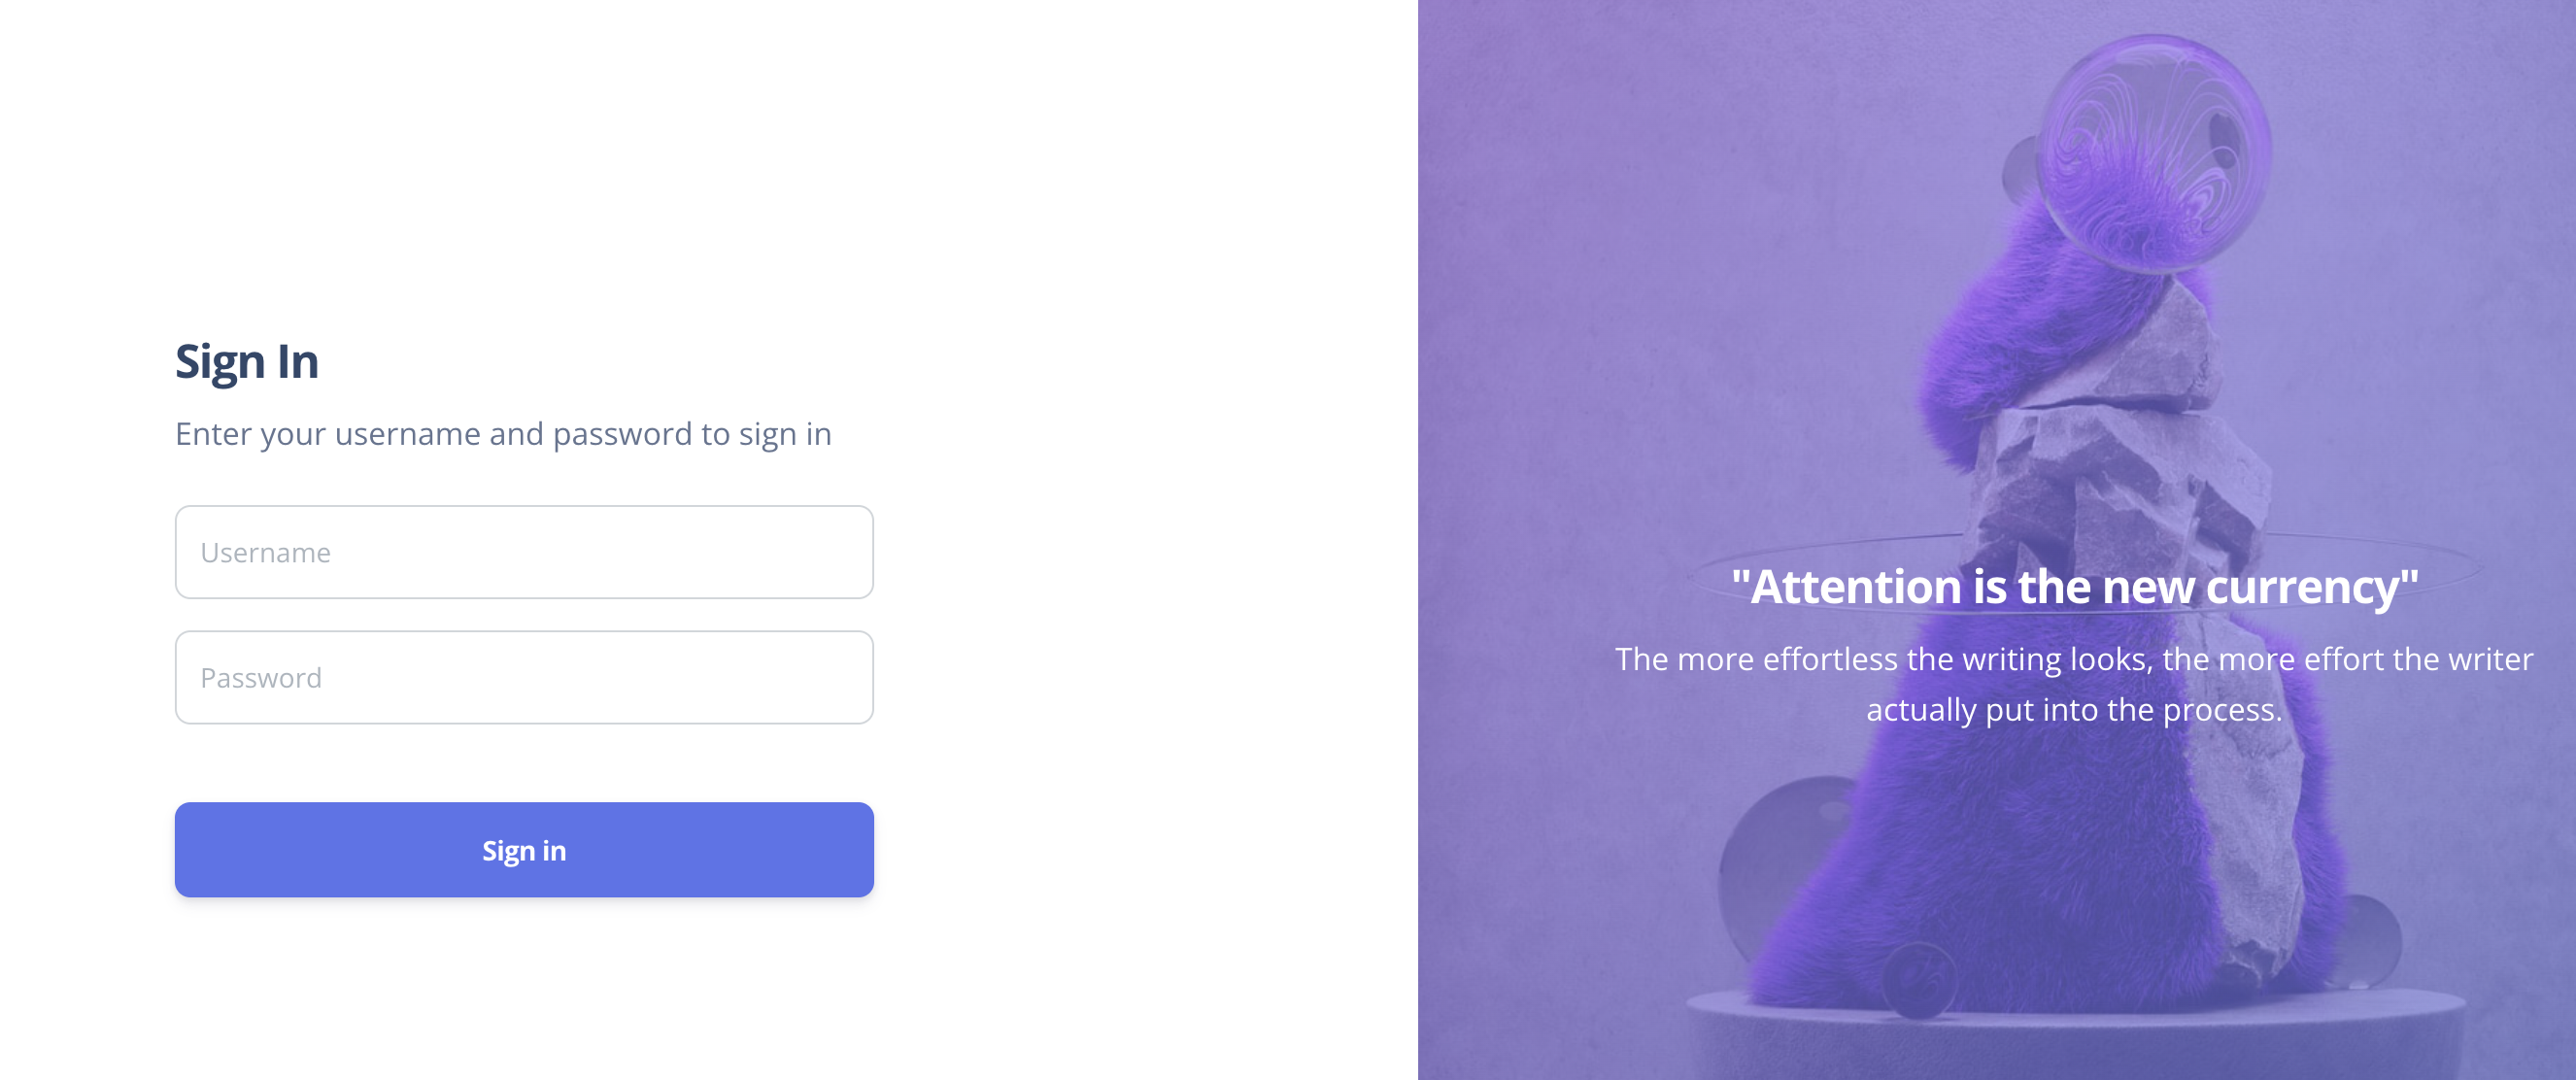 Sign In
Enter your username and password to sign in
Username
Password
Sign in
"Attention is the new currency"
The more effortless the writing looks, the more effort the writer
actually put into the process.